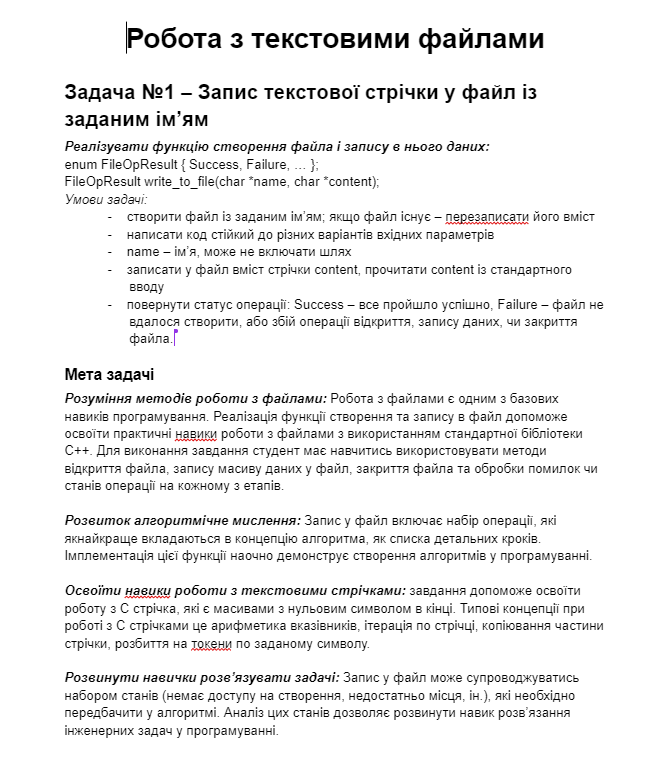 Робота з текстовими файлами
Задача №1 – Запис текстової стрічки у файл із
заданим ім’ям
Реалізувати функцію створення файла і запису в нього даних:
enum FileOpResult { Success, Failure, … };
FileOpResult write_to_file(char *name, char *content);
Умови задачі:
- створити файл із заданим ім’ям; якщо файл існує – перезаписати його вміст
- написати код стійкий до різних варіантів вхідних параметрів
- name – ім’я, може не включати шлях
- записати у файл вміст стрічки content, прочитати content із стандартного
вводу
- повернути статус операції: Success – все пройшло успішно, Failure – файл не
вдалося створити, або збій операції відкриття, запису даних, чи закриття
файла.
Мета задачі
Розуміння методів роботи з файлами: Робота з файлами є одним з базових
навиків програмування. Реалізація функції створення та запису в файл допоможе
освоїти практичні навики роботи з файлами з використанням стандартної бібліотеки
C++. Для виконання завдання студент має навчитись використовувати методи
відкриття файла, запису масиву даних у файл, закриття файла та обробки помилок чи
станів операції на кожному з етапів.
Розвиток алгоритмічне мислення: Запис у файл включає набір операції, які
якнайкраще вкладаються в концепцію алгоритма, як списка детальних кроків.
Імплементація цієї функції наочно демонструє створення алгоритмів у програмуванні.
Освоїти навики роботи з текстовими стрічками: завдання допоможе освоїти
роботу з C стрічка, які є масивами з нульовим символом в кінці. Типові концепції при
роботі з C стрічками це арифметика вказівників, ітерація по стрічці, копіювання частини
стрічки, розбиття на токени по заданому символу.
Розвинути навички розв’язувати задачі: Запис у файл може супроводжуватись
набором станів (немає доступу на створення, недостатньо місця, ін.), які необхідно
передбачити у алгоритмі. Аналіз цих станів дозволяє розвинути навик розв’язання
інженерних задач у програмуванні.